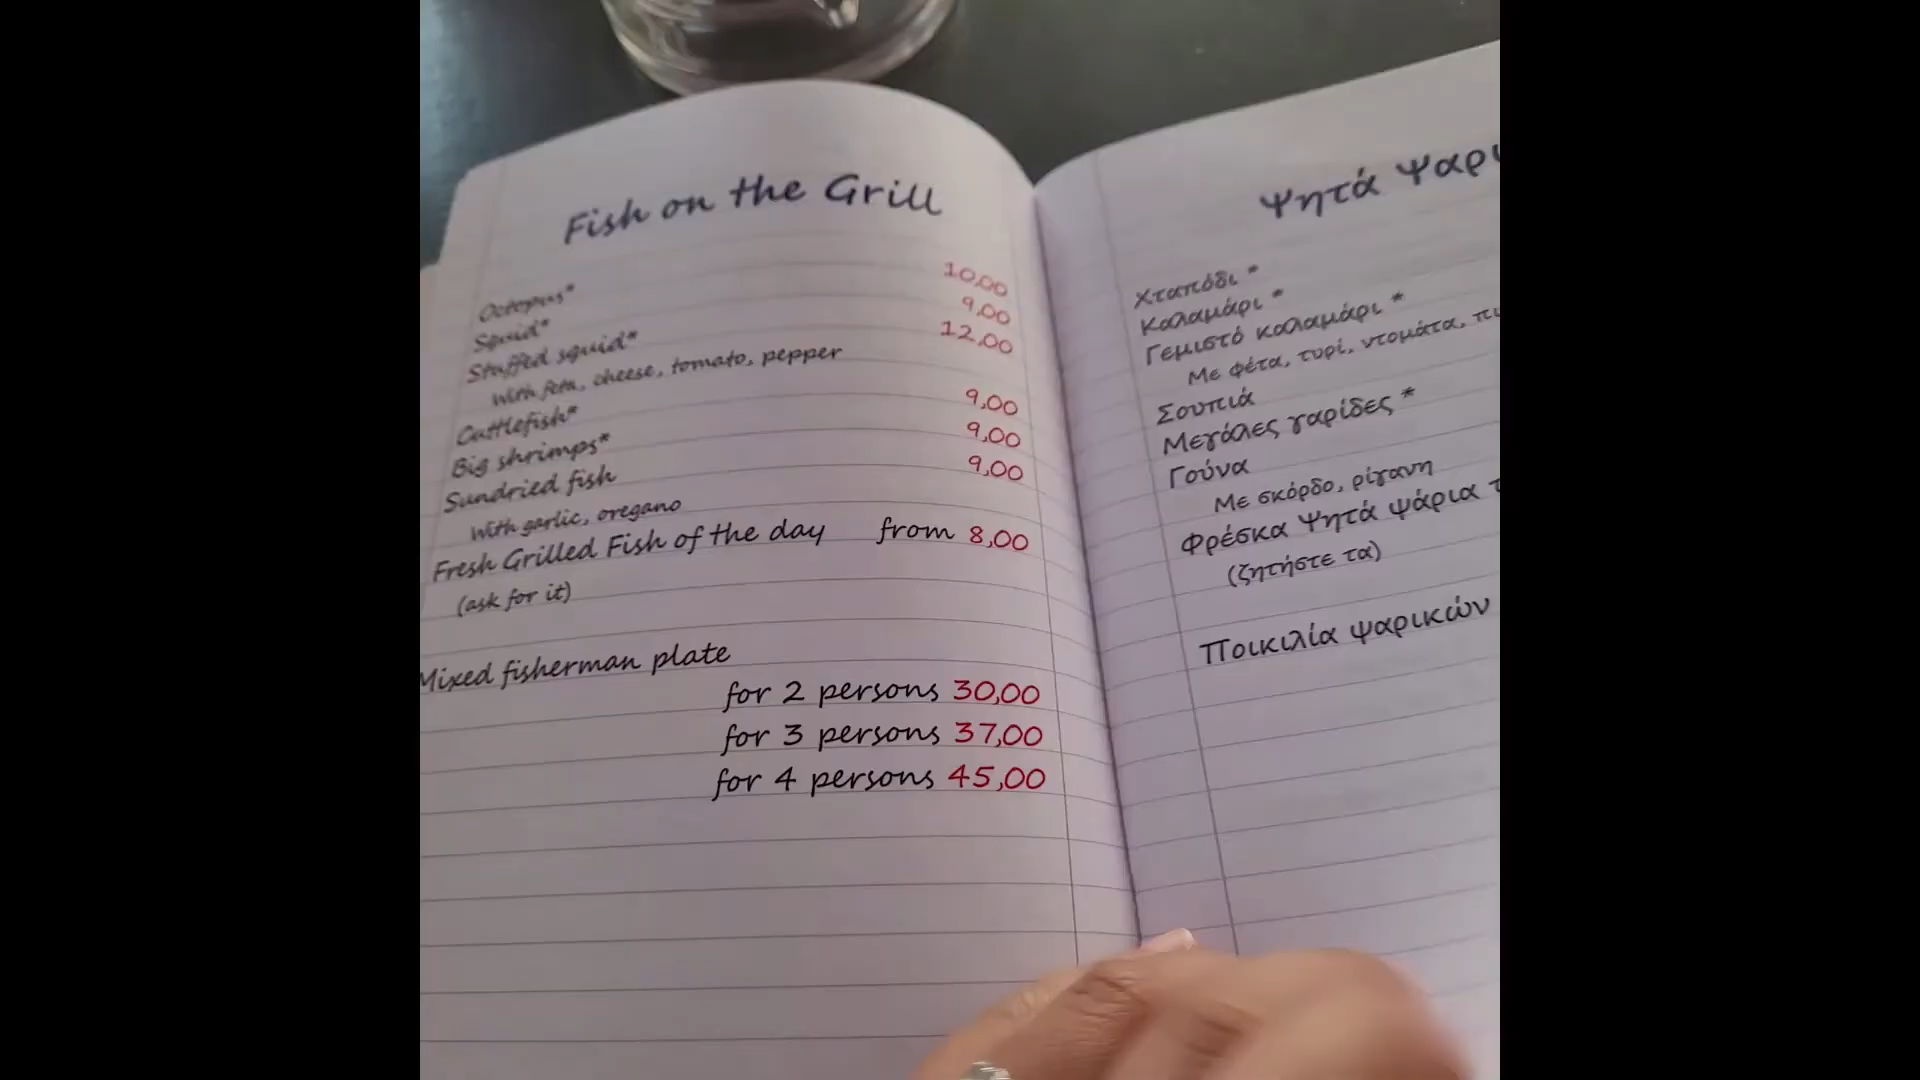 Fish on the Grill
Octopus* 10,00
Squid* 9,00
Stuffed squid* 12,00
With feta, cheese, tomato, pepper
Cuttlefish* 9,00
Big shrimps* 9,00
Sundried fish 9,00
With garlic, oregano
Fresh Grilled Fish of the day from 8,00
(ask for it)
Mixed fisherman plate
for 2 persons 30,00
for 3 persons 37,00
for 4 persons 45,00
Ψητά
Χταπόδι *
Καλαμάρι *
Γεμιστό καλαμάρι *
Με φέτα, τυρί, ντομάτα,
Σουπιά
Μεγάλες γαρίδες *
Γούνα
Με σκόρδο, ρίγανη
Φρέσκα Ψητά ψάρια
(ζητήστε τα)
Ποικιλία ψαρικών